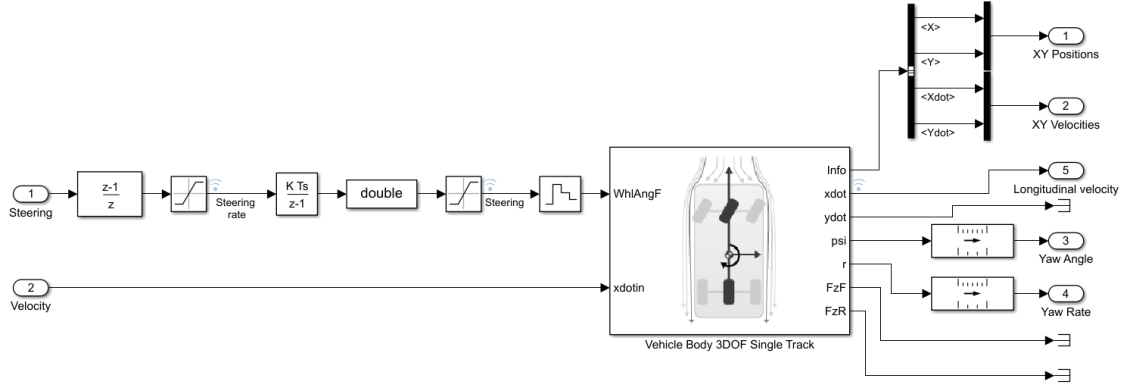 <X>
<Y>
<Xdot>
<Ydot>
1
XY Positions
2
XY Velocities
1
Steering
z-1
z
Steering
rate
K Ts
z-1
double
Steering
WhlAngF
2
Velocity
xdotin
Info
xdot
ydot
psi
r
FzF
FzR
Vehicle Body 3DOF Single Track
5
Longitudinal velocity
3
Yaw Angle
4
Yaw Rate